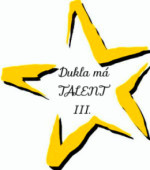 Dukla má
TALENT
III.